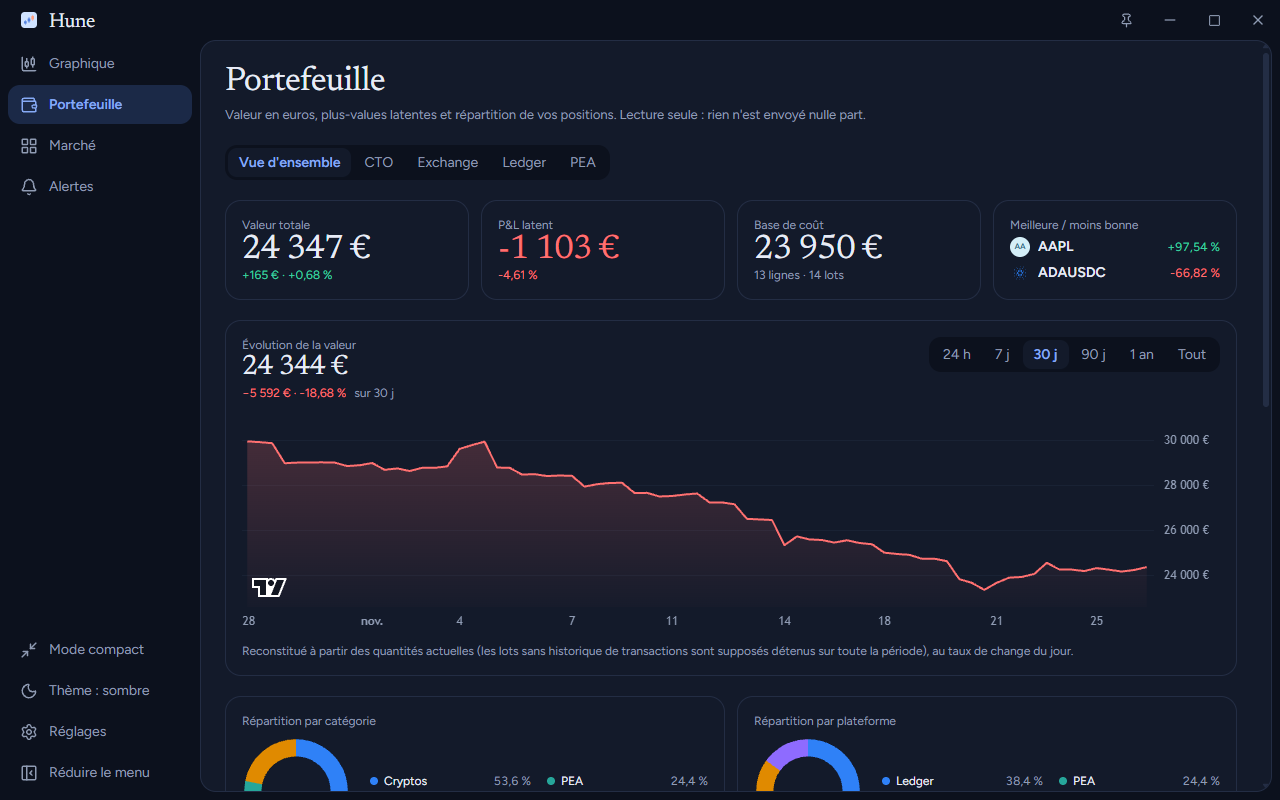 Hune
Graphique
Portefeuille
Marché
Alertes
Mode compact
Thème : sombre
Réglages
Réduire le menu
Portefeuille
Valeur en euros, plus-values latentes et répartition de vos positions. Lecture seule : rien n'est envoyé nulle part.
Vue d'ensemble CTO Exchange Ledger PEA
Valeur totale
24 347 €
+165 € · +0,68 %
P&L latent
-1 103 €
-4,61 %
Base de coût
23 950 €
13 lignes · 14 lots
Meilleure / moins bonne
AA AAPL +97,54 %
ADAUSDC -66,82 %
Évolution de la valeur
24 344 €
−5 592 € · -18,68 % sur 30 j
24 h 7 j 30 j 90 j 1 an Tout
30 000 €
28 000 €
26 000 €
24 000 €
28 nov. 4 7 11 14 18 21 25
Reconstitué à partir des quantités actuelles (les lots sans historique de transactions sont supposés détenus sur toute la période), au taux de change du jour.
Répartition par catégorie
Cryptos 53,6 % PEA 24,4 %
Répartition par plateforme
Ledger 38,4 % PEA 24,4 %